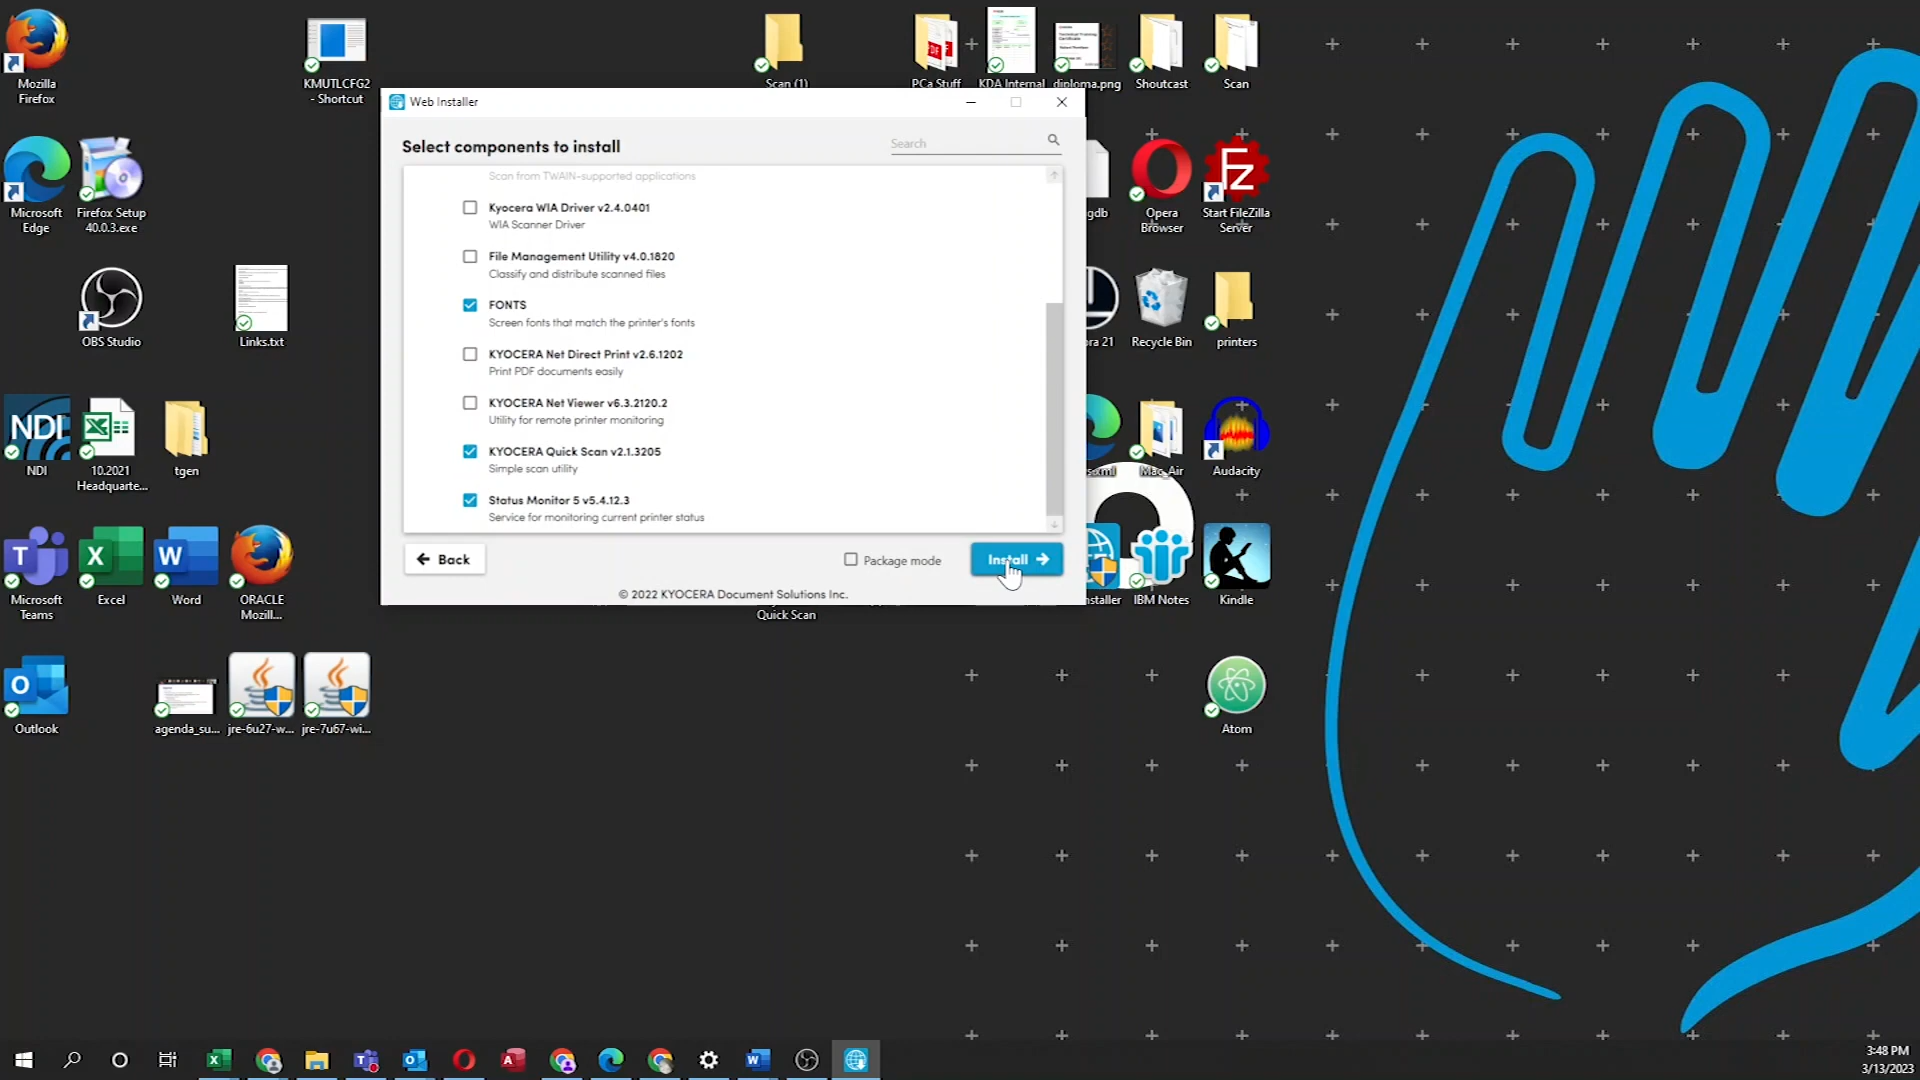 Mozilla
Firefox
KMUTLCFG2
- Shortcut
Scan (1)
PCa Stuff
KDA Internal
diploma.png
Shoutcast
Scan
Web Installer
Select components to install
Search
Scan from TWAIN-supported applications
Kyocera WIA Driver v2.4.0401
WIA Scanner Driver
File Management Utility v4.0.1820
Classify and distribute scanned files
FONTS
Screen fonts that match the printer's fonts
KYOCERA Net Direct Print v2.6.1202
Print PDF documents easily
KYOCERA Net Viewer v6.3.2120.2
Utility for remote printer monitoring
KYOCERA Quick Scan v2.1.3205
Simple scan utility
Status Monitor 5 v5.4.12.3
Service for monitoring current printer status
Back
Package mode
Install
© 2022 KYOCERA Document Solutions Inc.
Quick Scan
Microsoft
Edge
Firefox Setup
40.0.3.exe
gdb
Opera
Browser
Fz
Start FileZilla
Server
OBS Studio
Links.txt
ra 21
Recycle Bin
printers
NDI
NDI
10.2021
Headquarte...
tgen
s.xml
Mac_Air
Audacity
Microsoft
Teams
Excel
Word
ORACLE
Mozill...
nstaller
IBM Notes
Kindle
Outlook
agenda_su...
jre-6u27-w...
jre-7u67-wi...
Atom
3:48 PM
3/13/2023